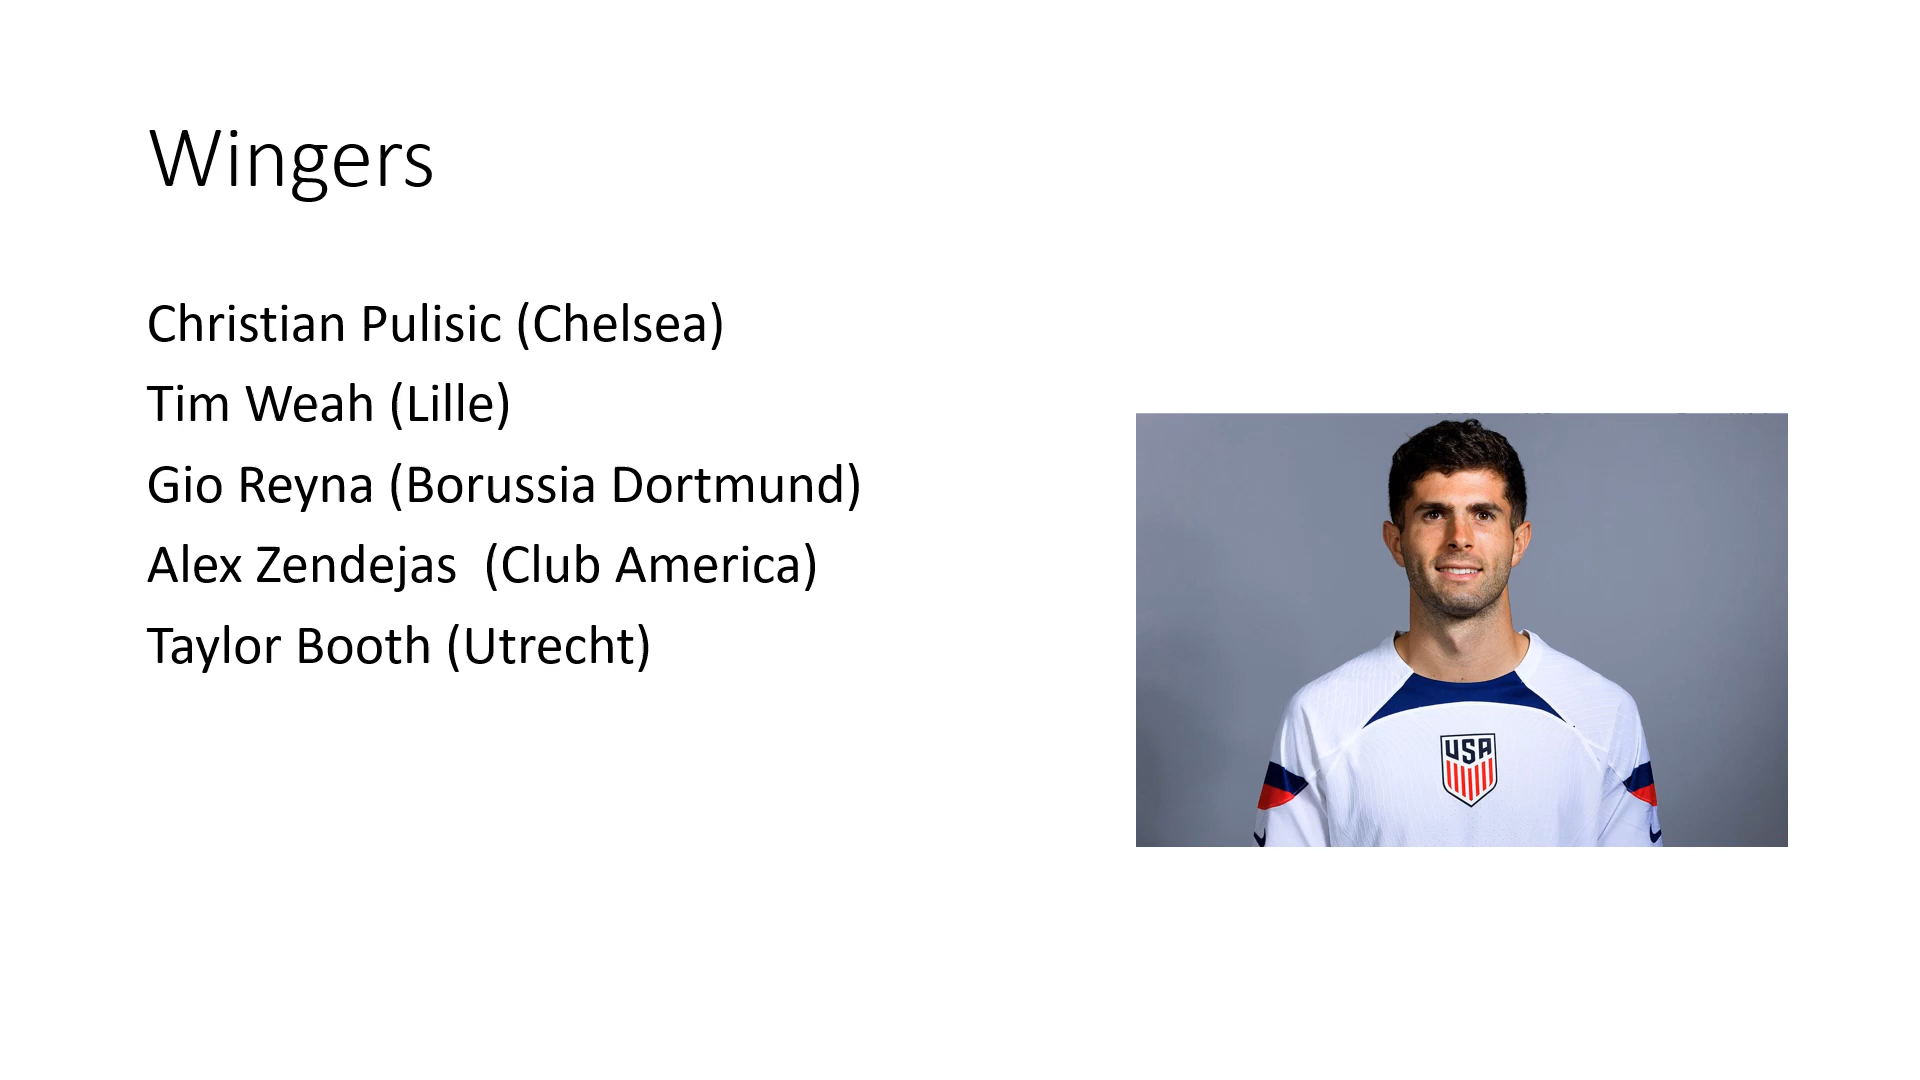 Wingers
Christian Pulisic (Chelsea)
Tim Weah (Lille)
Gio Reyna (Borussia Dortmund)
Alex Zendejas  (Club America)
Taylor Booth (Utrecht)
USA